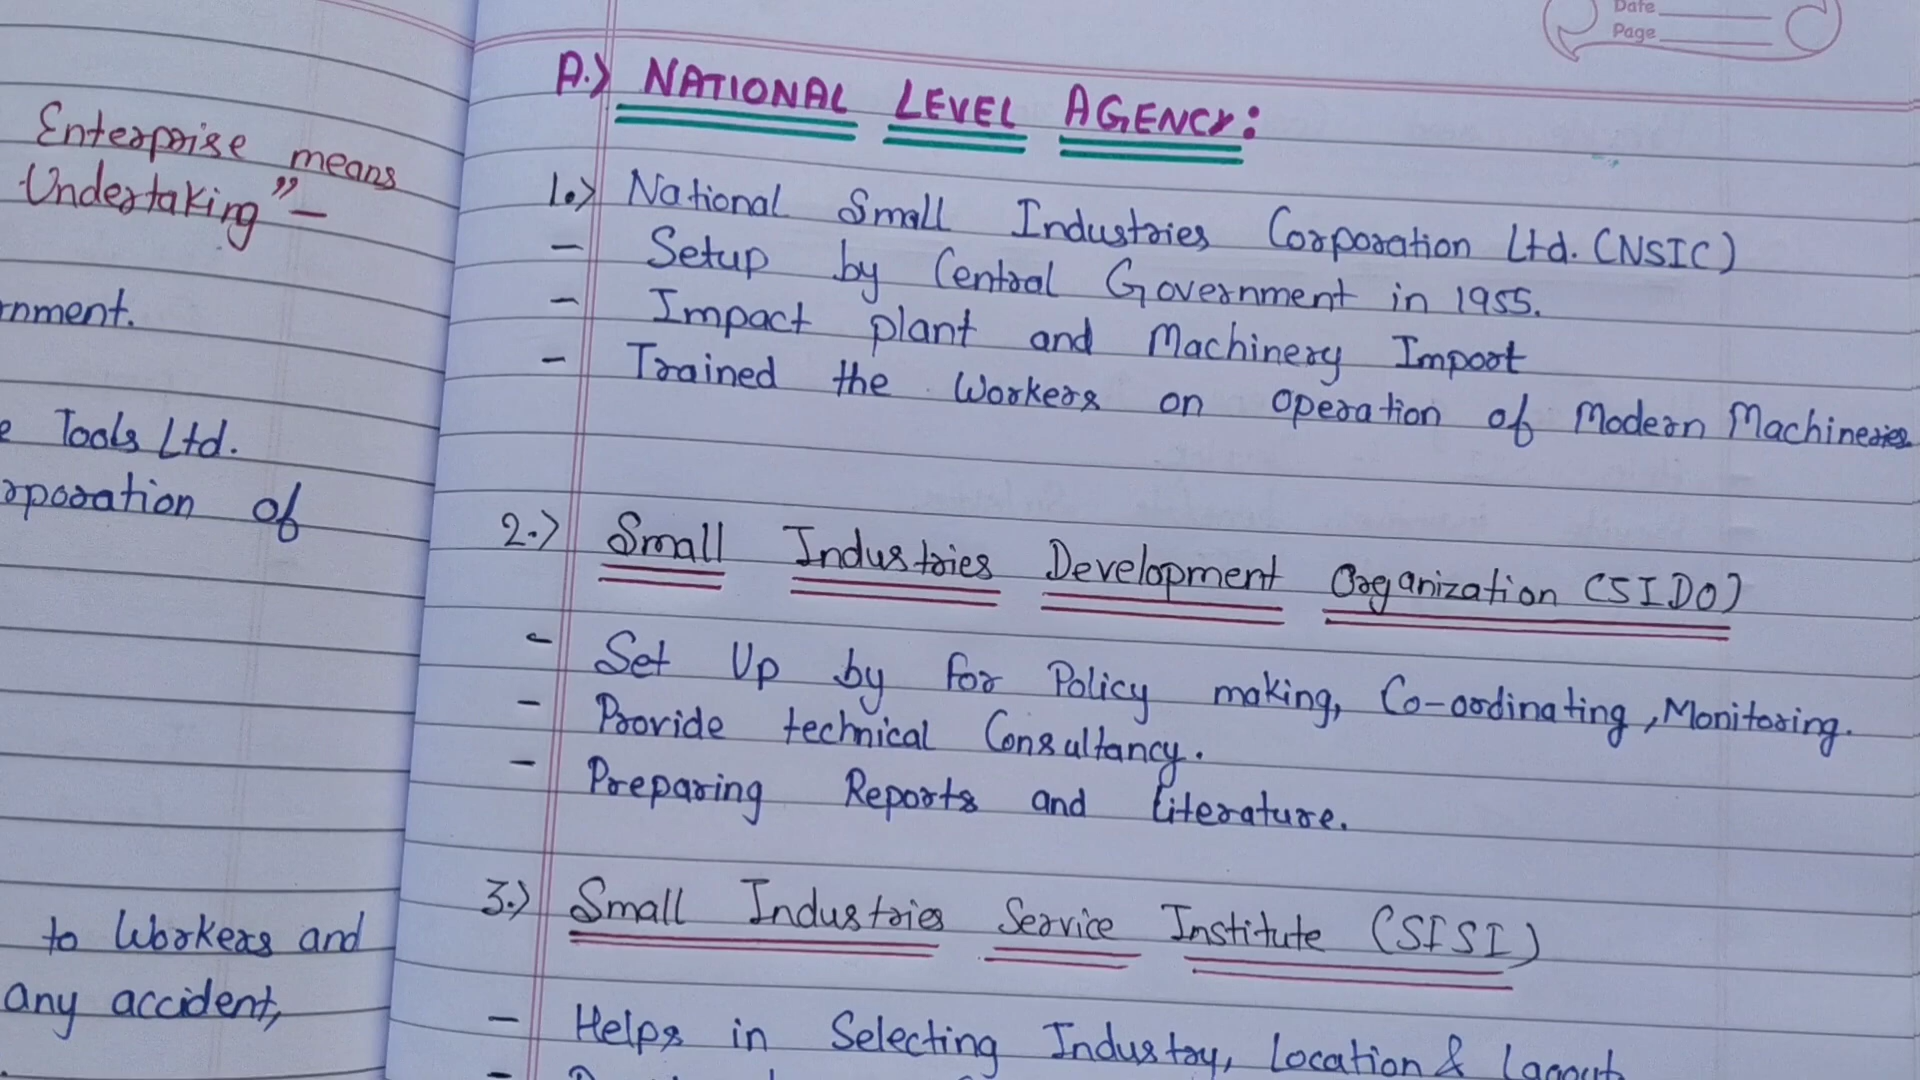 Date
Page
Enterprise means
Undertaking" –
rnment.
e Tools Ltd.
rporation of
to Workers and
any accident,
A.) NATIONAL LEVEL AGENCY:
1.) National Small Industries Corporation Ltd. (NSIC)
– Setup by Central Government in 1955.
– Impact plant and Machinery Import
– Trained the Workers on Operation of Modern Machineries
2.) Small Industries Development Organization (SIDO)
– Set Up by for Policy making, Co-ordinating, Monitoring.
– Provide technical Consultancy.
– Preparing Reports and Literature.
3.) Small Industries Service Institute (SISI)
– Helps in Selecting Industry, Location & Layout